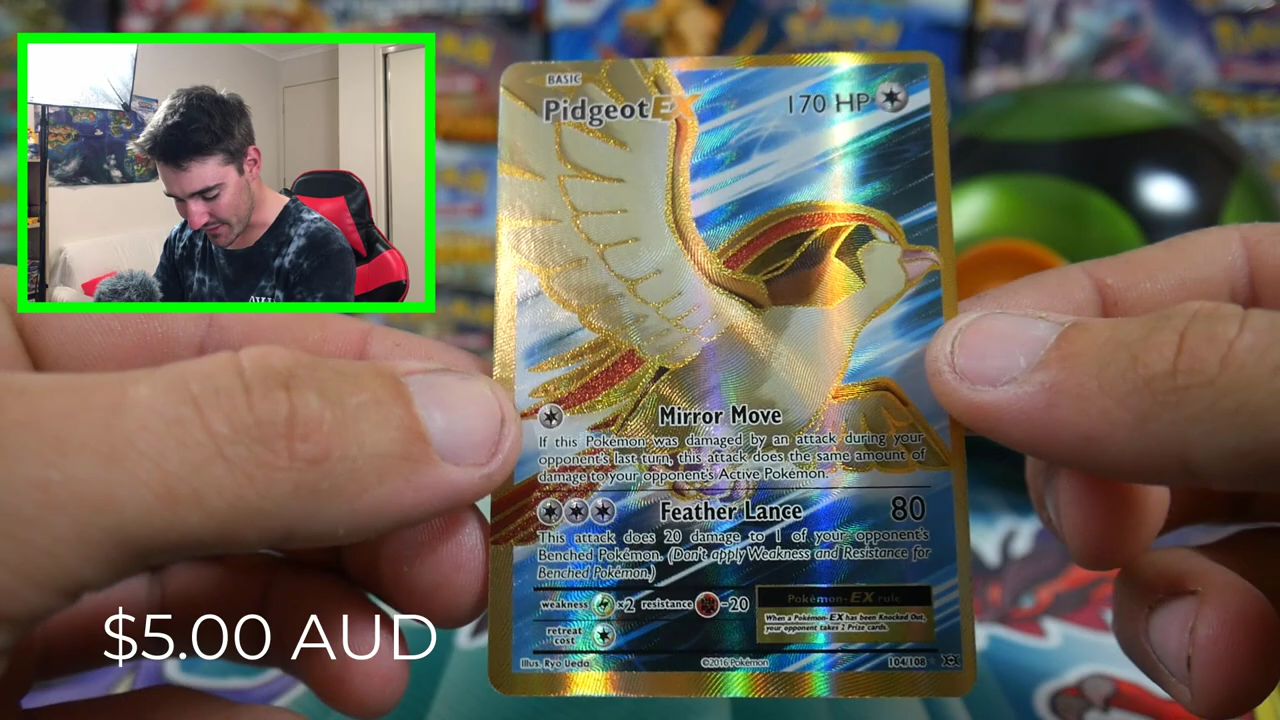 BASIC
PidgeotEX
170 HP
Mirror Move
If this Pokémon was damaged by an attack during your
opponent's last turn, this attack does the same amount of
damage to your opponent's Active Pokémon.
Feather Lance 80
This attack does 20 damage to 1 of your opponent's
Benched Pokémon. (Don't apply Weakness and Resistance for
Benched Pokémon.)
weakness ×2 resistance -20
Pokémon-EX rule
When a Pokémon-EX has been Knocked Out,
your opponent takes 2 Prize cards.
retreat
cost
Illus. Ryo Ueda
©2016 Pokémon
104/108
$5.00 AUD